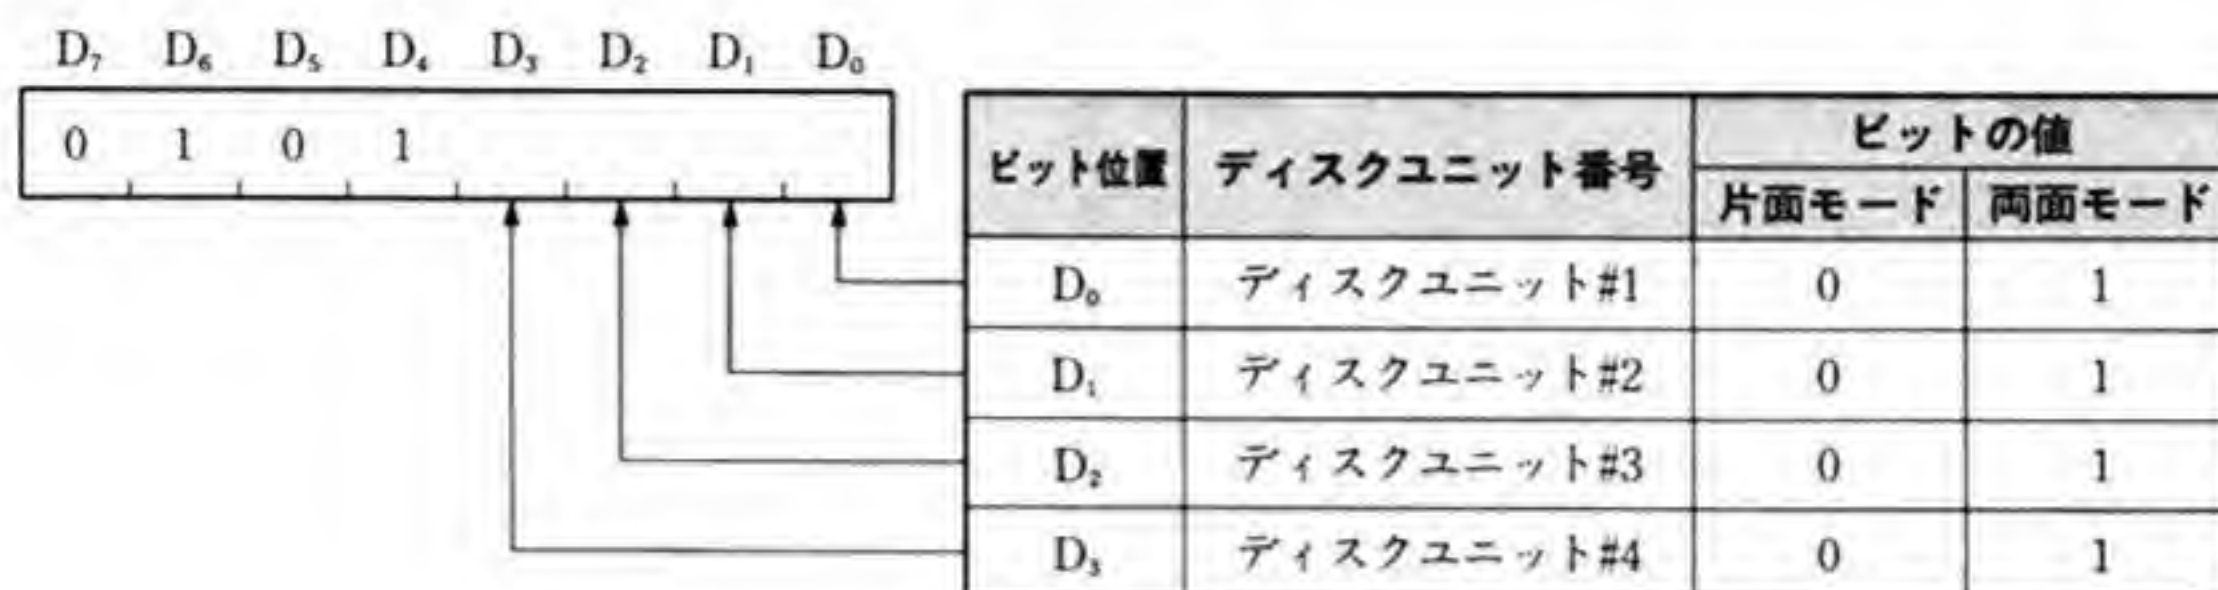 D₇ D₆ D₅ D₄ D₃ D₂ D₁ D₀
0 1 0 1
ビット位置 ディスクユニット番号 ビットの値
片面モード 両面モード
D₀ ディスクユニット#1 0 1
D₁ ディスクユニット#2 0 1
D₂ ディスクユニット#3 0 1
D₃ ディスクユニット#4 0 1